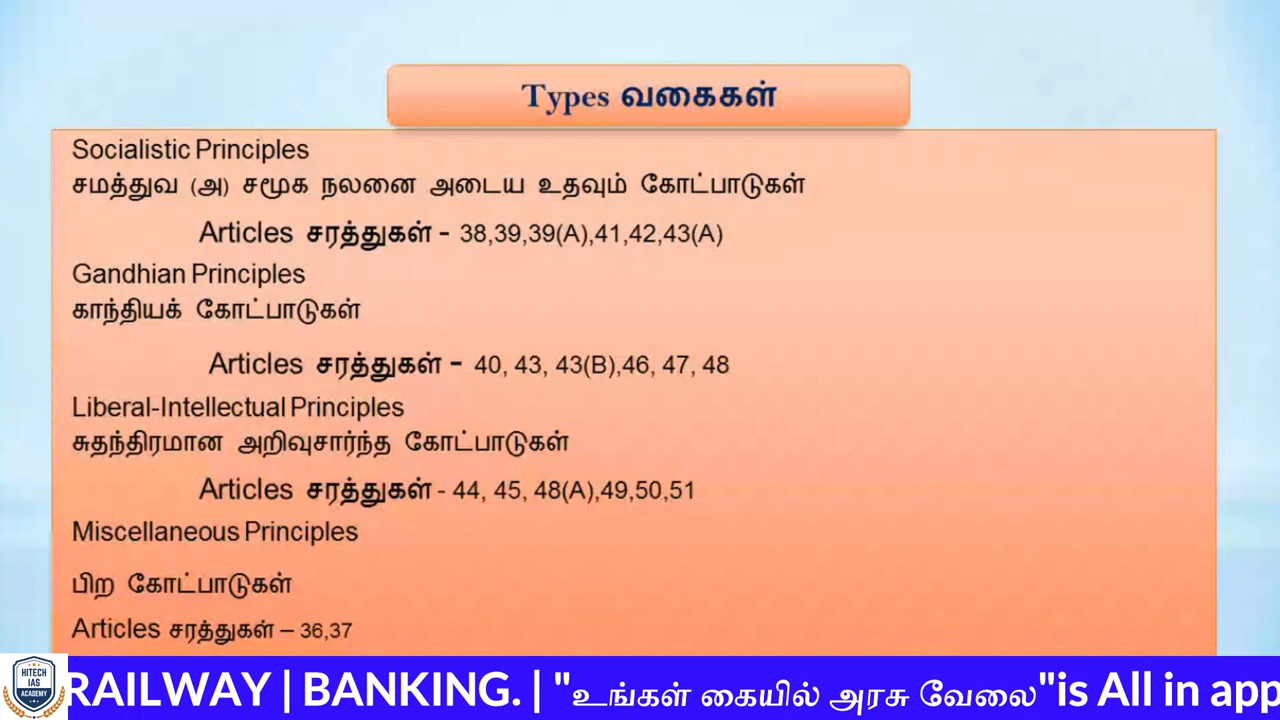 Types வகைகள்
Socialistic Principles
சமத்துவ (அ) சமூக நலனை அடைய உதவும் கோட்பாடுகள்
Articles சரத்துகள் - 38,39,39(A),41,42,43(A)
Gandhian Principles
காந்தியக் கோட்பாடுகள்
Articles சரத்துகள் - 40, 43, 43(B),46, 47, 48
Liberal-Intellectual Principles
சுதந்திரமான அறிவுசார்ந்த கோட்பாடுகள்
Articles சரத்துகள் - 44, 45, 48(A),49,50,51
Miscellaneous Principles
பிற கோட்பாடுகள்
Articles சரத்துகள் – 36,37
HITECH
IAS
ACADEMY
RAILWAY | BANKING. | "உங்கள் கையில் அரசு வேலை"is All in app